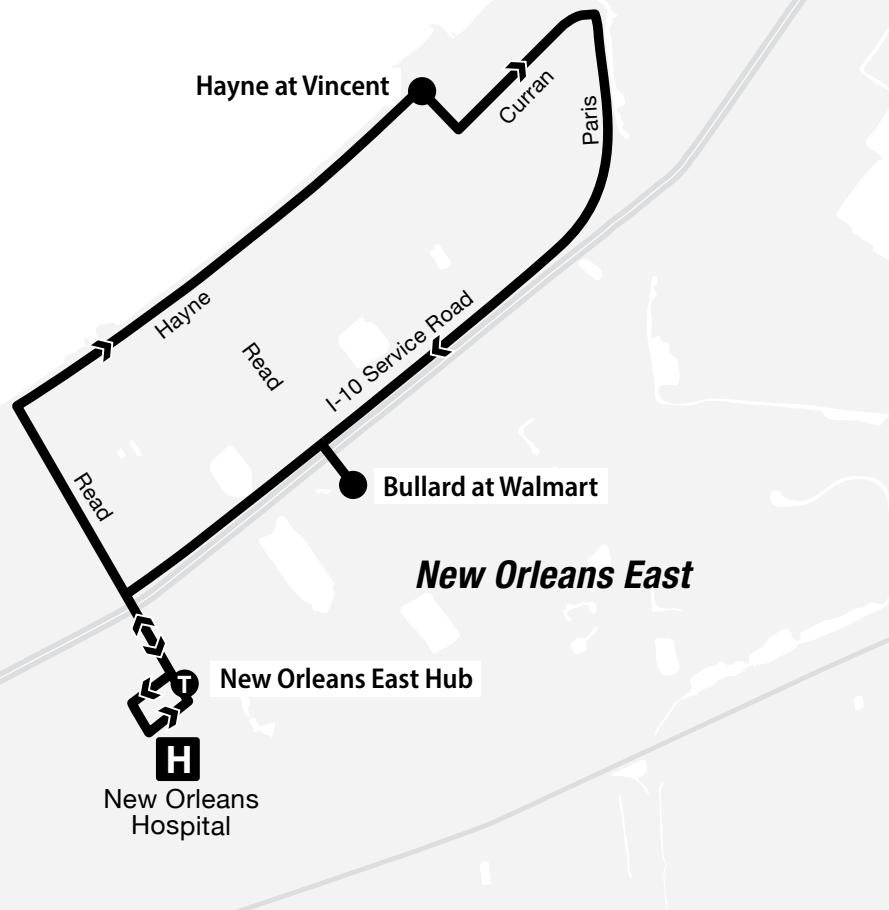 Hayne at Vincent
Curran
Paris
Hayne
Read
I-10 Service Road
Read
Bullard at Walmart
New Orleans East
T
New Orleans East Hub
H
New Orleans
Hospital